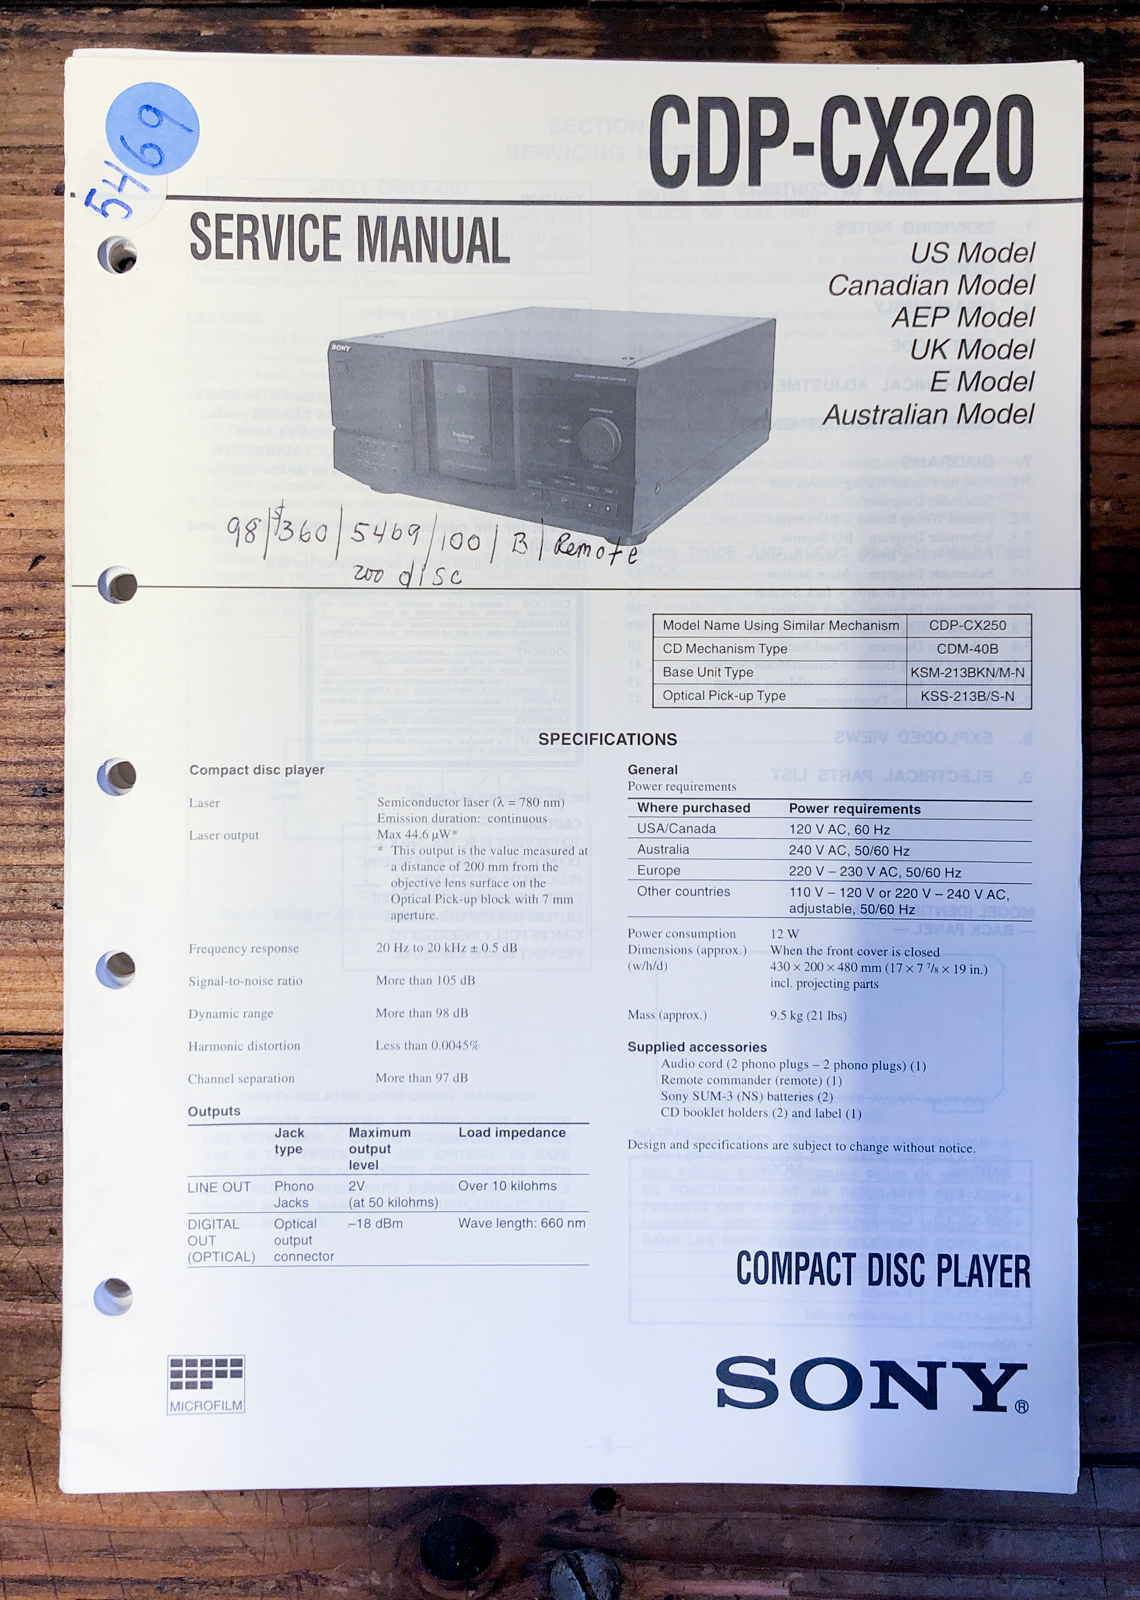 5469
CDP-CX220
SERVICE MANUAL
US Model
Canadian Model
AEP Model
UK Model
E Model
Australian Model
SONY
98/$360/5469/100/B/Remote
200 disc
Model Name Using Similar Mechanism CDP-CX250
CD Mechanism Type CDM-40B
Base Unit Type KSM-213BKN/M-N
Optical Pick-up Type KSS-213B/S-N
SPECIFICATIONS
Compact disc player
Laser Semiconductor laser (λ = 780 nm)
Emission duration: continuous
Laser output Max 44.6 µW*
* This output is the value measured at
a distance of 200 mm from the
objective lens surface on the
Optical Pick-up block with 7 mm
aperture.
Frequency response 20 Hz to 20 kHz ± 0.5 dB
Signal-to-noise ratio More than 105 dB
Dynamic range More than 98 dB
Harmonic distortion Less than 0.0045%
Channel separation More than 97 dB
Outputs
Jack type Maximum output level Load impedance
LINE OUT Phono Jacks 2V (at 50 kilohms) Over 10 kilohms
DIGITAL OUT (OPTICAL) Optical output connector –18 dBm Wave length: 660 nm
General
Power requirements
Where purchased Power requirements
USA/Canada 120 V AC, 60 Hz
Australia 240 V AC, 50/60 Hz
Europe 220 V – 230 V AC, 50/60 Hz
Other countries 110 V – 120 V or 220 V – 240 V AC,
adjustable, 50/60 Hz
Power consumption 12 W
Dimensions (approx.) When the front cover is closed
(w/h/d) 430 × 200 × 480 mm (17 × 7 7/8 × 19 in.)
incl. projecting parts
Mass (approx.) 9.5 kg (21 lbs)
Supplied accessories
Audio cord (2 phono plugs – 2 phono plugs) (1)
Remote commander (remote) (1)
Sony SUM-3 (NS) batteries (2)
CD booklet holders (2) and label (1)
Design and specifications are subject to change without notice.
COMPACT DISC PLAYER
MICROFILM
SONY®